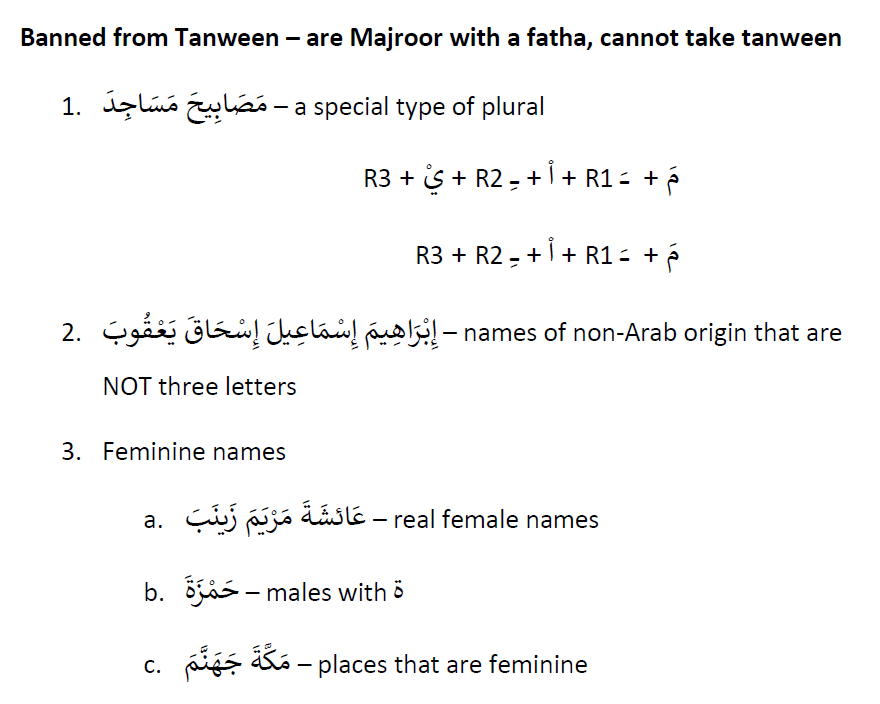 Banned from Tanween – are Majroor with a fatha, cannot take tanween
1. مَصَابِيحَ مَسَاجِدَ – a special type of plural
مَ + ـَ R1 + اْ + ـِ R2 + يْ + R3
مَ + ـَ R1 + اْ + ـِ R2 + R3
2. إِبْرَاهِيمَ إِسْمَاعِيلَ إِسْحَاقَ يَعْقُوبَ – names of non-Arab origin that are
NOT three letters
3. Feminine names
a. عَائشَةَ مَرْيَمَ زَينَبَ – real female names
b. حَمْزَةَ – males with ة
c. مَكَّةَ جَهَنَّمَ – places that are feminine